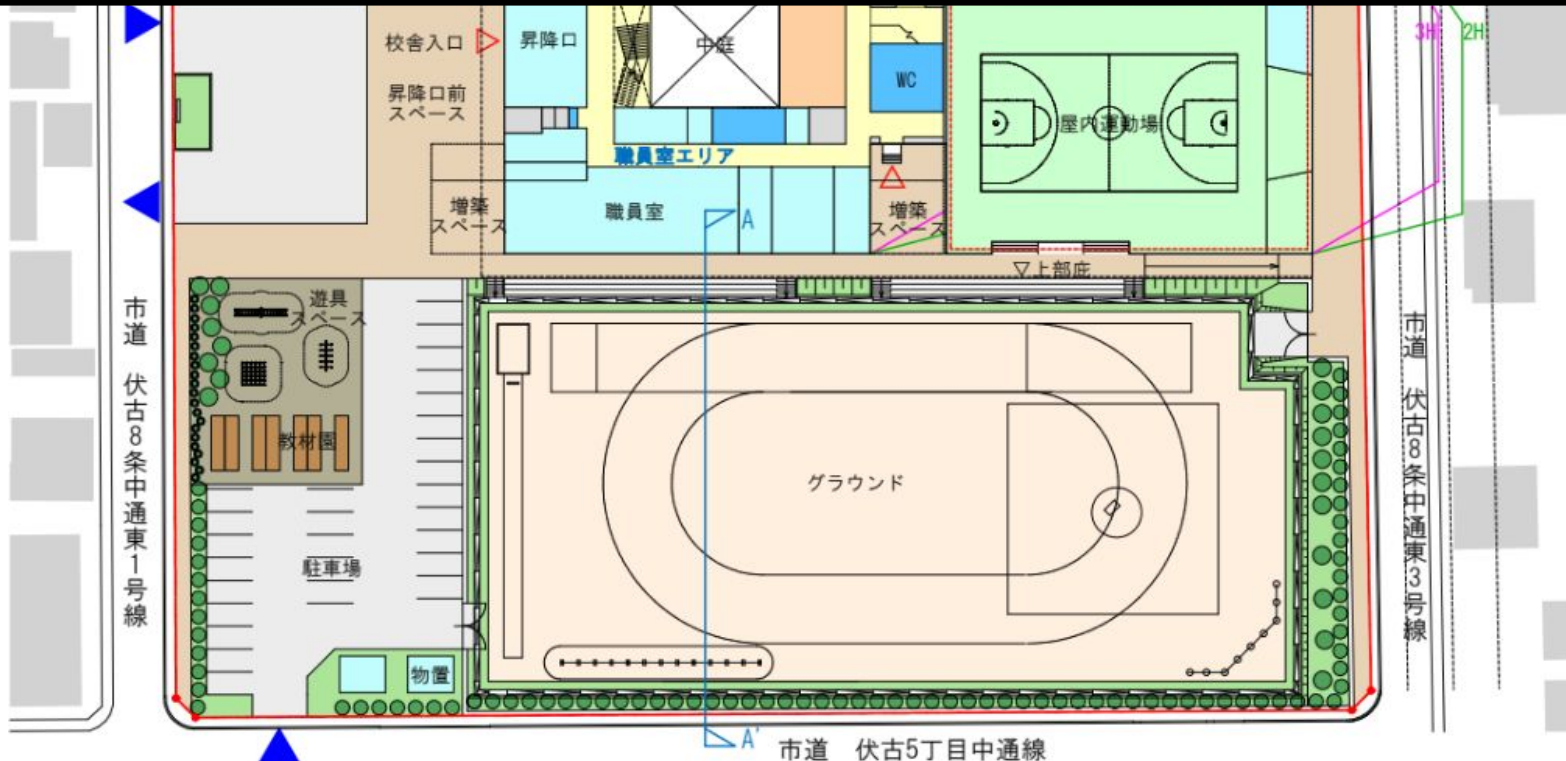 3H
2H
校舎入口
昇降口
中庭
WC
昇降口前
スペース
屋内運動場
職員室エリア
増築
スペース
職員室
A
増築
スペース
▽上部庇
遊具
スペース
市道 伏古8条中通東1号線
市道 伏古8条中通東3号線
教材園
グラウンド
駐車場
物置
A'
市道 伏古5丁目中通線